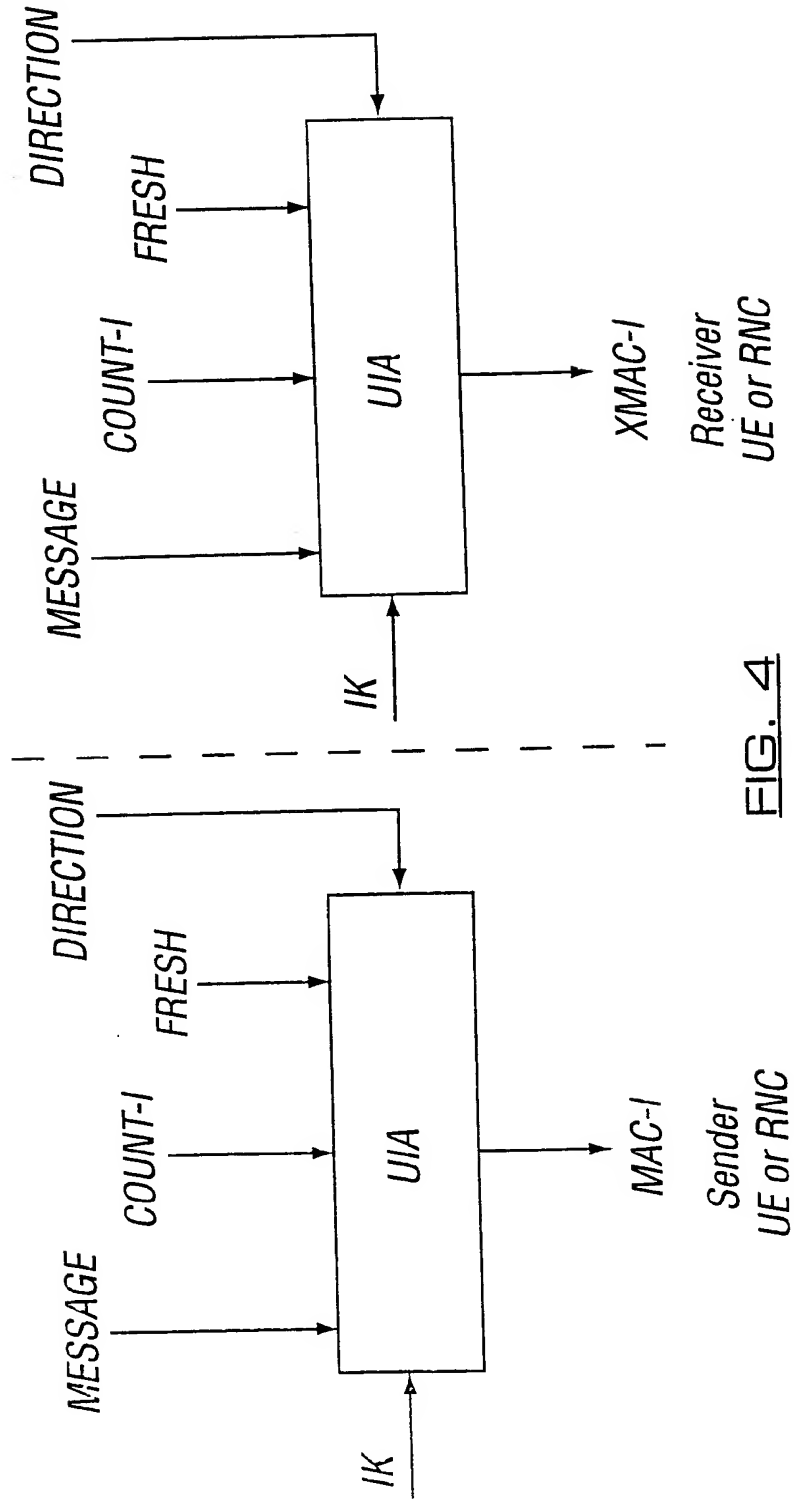 MESSAGE
COUNT-I
FRESH
DIRECTION
IK
UIA
MAC-I
Sender
UE or RNC
MESSAGE
COUNT-I
FRESH
DIRECTION
IK
UIA
XMAC-I
Receiver
UE or RNC
FIG. 4